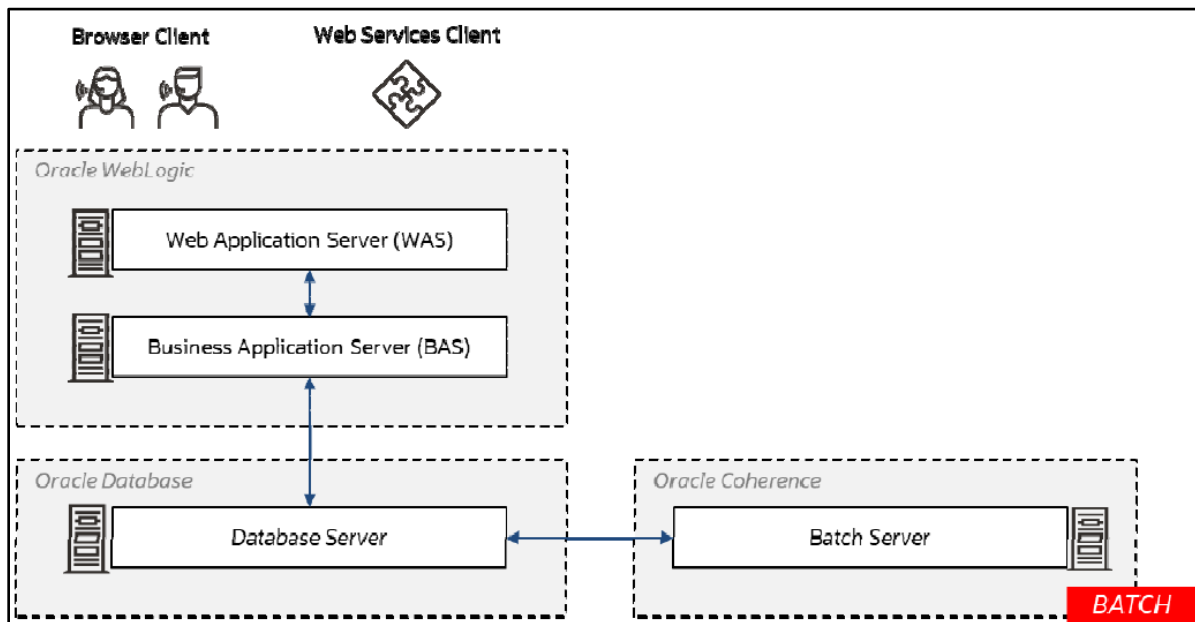 Browser Client
Web Services Client
Oracle WebLogic
Web Application Server (WAS)
Business Application Server (BAS)
Oracle Database
Database Server
Oracle Coherence
Batch Server
BATCH